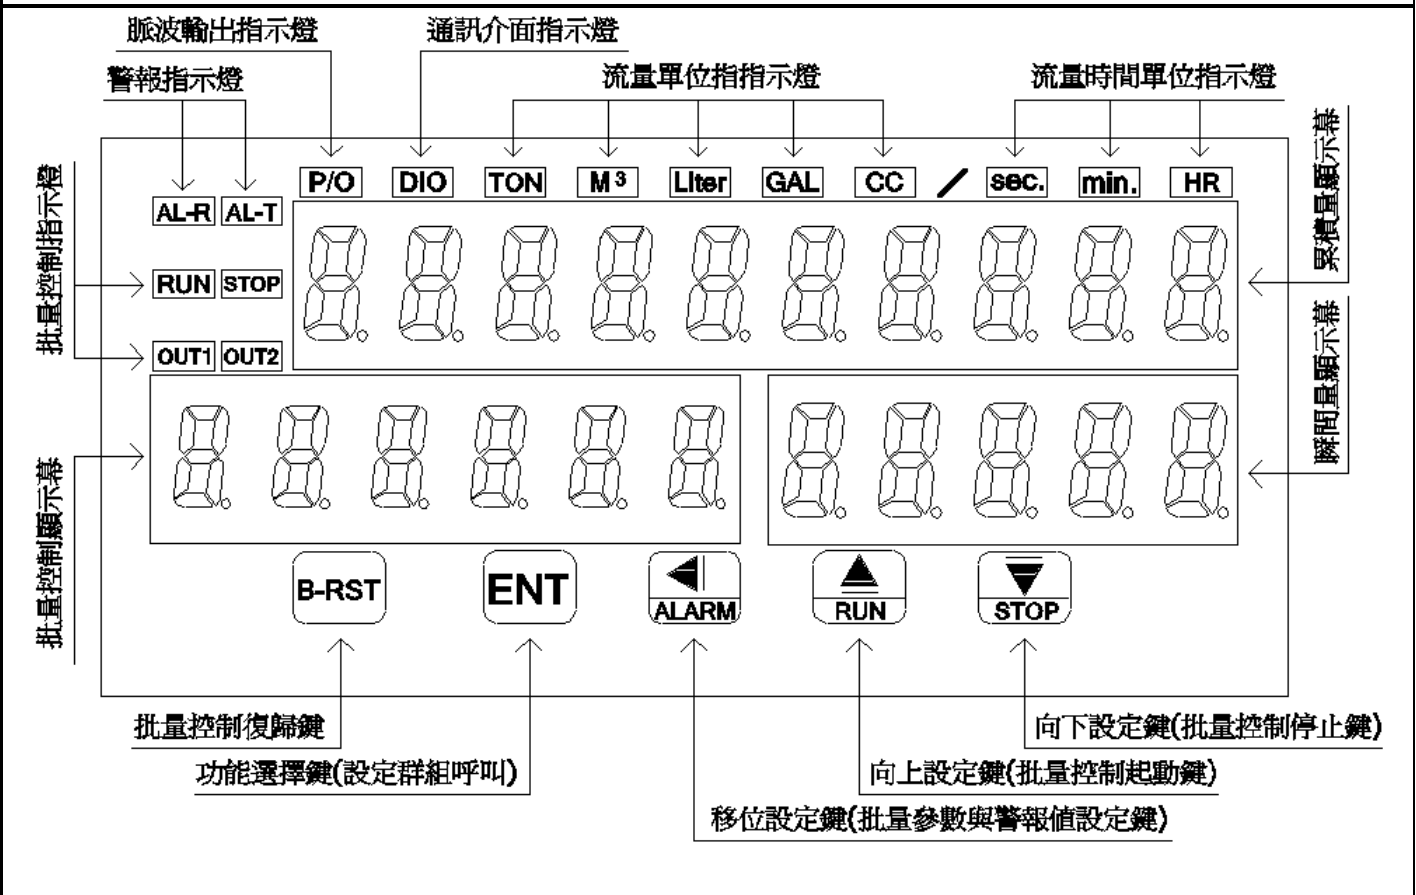 脈波輸出指示燈
通訊介面指示燈
警報指示燈
流量單位指指示燈
流量時間單位指示燈
P/O DIO TON M³ Liter GAL CC / sec. min. HR
AL-R AL-T
RUN STOP
OUT1 OUT2
批量控制指示橙
累積量顯示幕
瞬間量顯示幕
批量控制顯示幕
B-RST
ENT
ALARM
RUN
STOP
批量控制復歸鍵
向下設定鍵(批量控制停止鍵)
功能選擇鍵(設定群組呼叫)
向上設定鍵(批量控制起動鍵)
移位設定鍵(批量參數與警報值設定鍵)